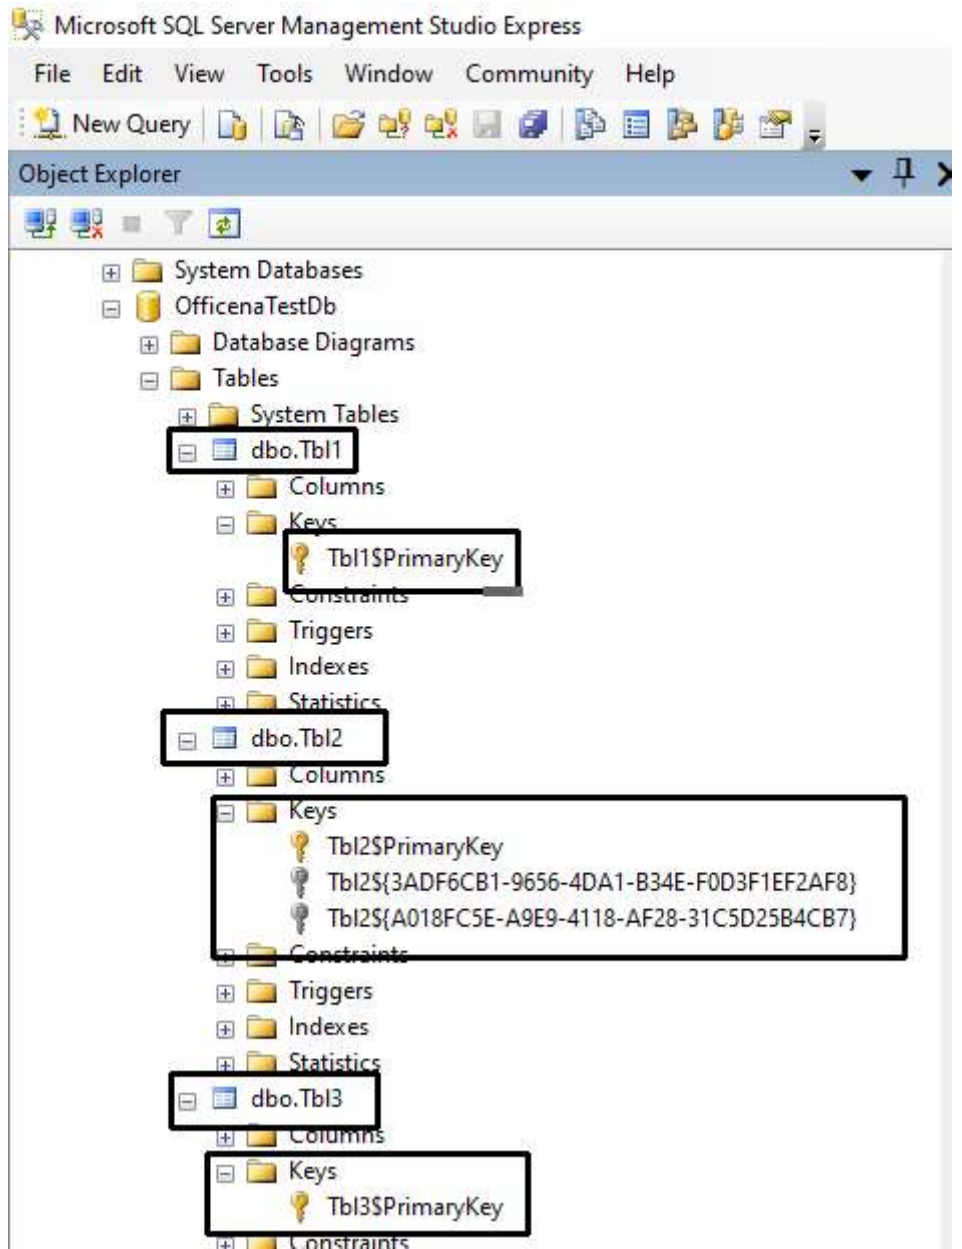 Microsoft SQL Server Management Studio Express
File Edit View Tools Window Community Help
New Query
Object Explorer
System Databases
OfficenaTestDb
Database Diagrams
Tables
System Tables
dbo.Tbl1
Columns
Keys
Tbl1$PrimaryKey
Constraints
Triggers
Indexes
Statistics
dbo.Tbl2
Columns
Keys
Tbl2$PrimaryKey
Tbl2${3ADF6CB1-9656-4DA1-B34E-F0D3F1EF2AF8}
Tbl2${A018FC5E-A9E9-4118-AF28-31C5D25B4CB7}
Constraints
Triggers
Indexes
Statistics
dbo.Tbl3
Columns
Keys
Tbl3$PrimaryKey
Constraints